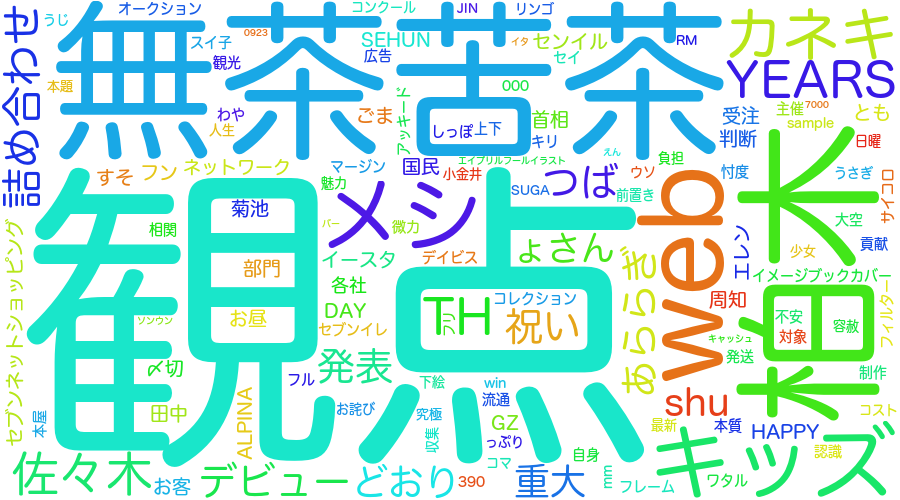 うじ
オークション
コンクール
JIN
リンゴ
スイ子
0923
SEHUN
イタ
センイル
RM
カネキ
無茶苦茶
観光
広告
セイ
YEARS
本題
000
詰め合わせ
わや
人生
ごま
アッキード
しっぽ
上下
首相
キリ
受注
判断
主催
7000
sample
とも
日曜
すそ
フン
ネットワーク
マージン
国民
エイプリルフールイラスト
えん
負担
忖度
うさぎ
サイコロ
魅力
小金井
ウソ
SUGA
つば
前置き
web
柏木
大空
菊池
メシ
微力
バー
観点
相関
イースタ
デイビス
ょさん
あららぎ
エレン
貢献
少女
部門
各社
コレクション
イメージブックカバー
セブンネットショッピング
ソンウン
お昼
DAY
セブンイレ
TH
アリ
祝い
周知
不安
対象
容赦
フィルター
キャッシュ
〆切
発表
発送
フル
下絵
win
流通
shu
制作
田中
ALPINA
お詫び
究極
GZ
っぷり
最新
本質
HAPPY
コスト
本屋
収集
認識
佐々木
お客
デビュー
どおり
390
コマ
重大
自身
mm
フレーム
キッズ
ワタル